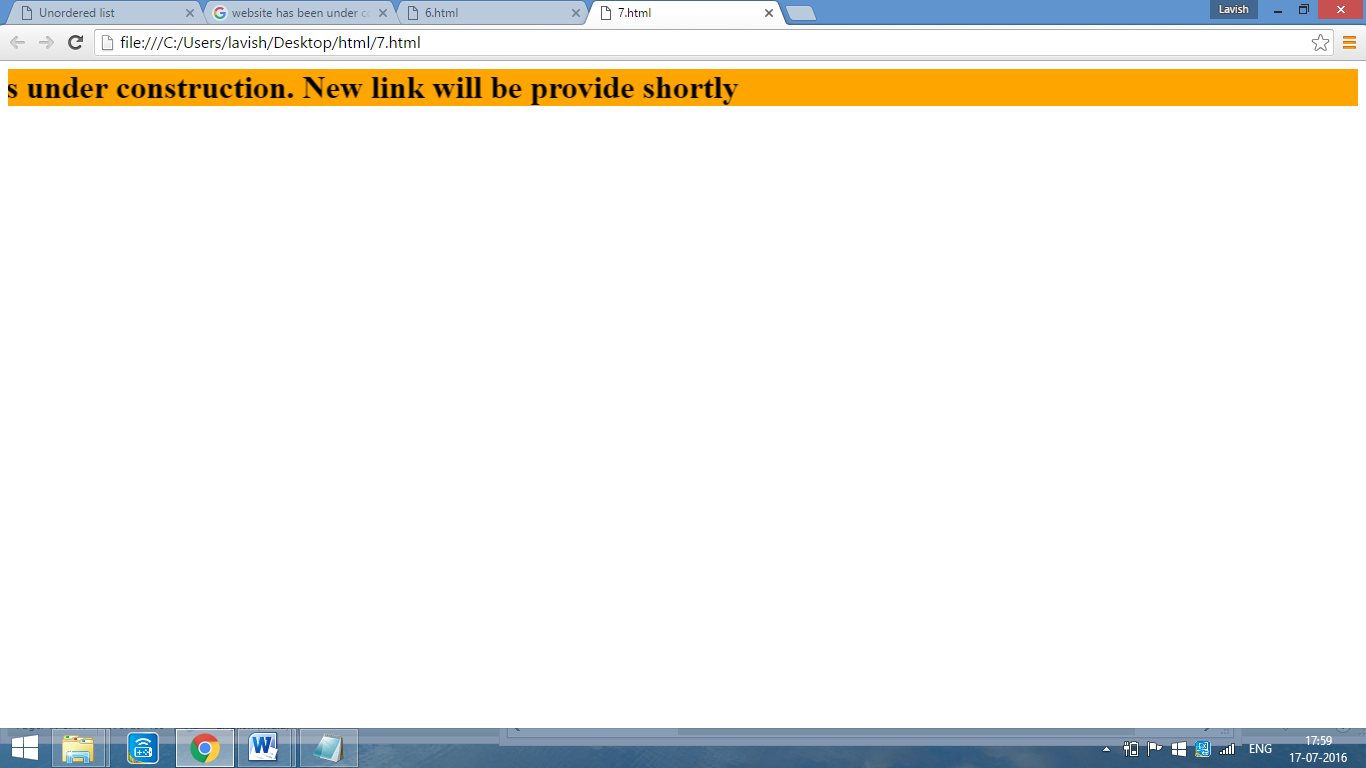 Unordered list
website has been under c
6.html
7.html
Lavish
file:///C:/Users/lavish/Desktop/html/7.html
s under construction. New link will be provide shortly
ENG
17:59
17-07-2016